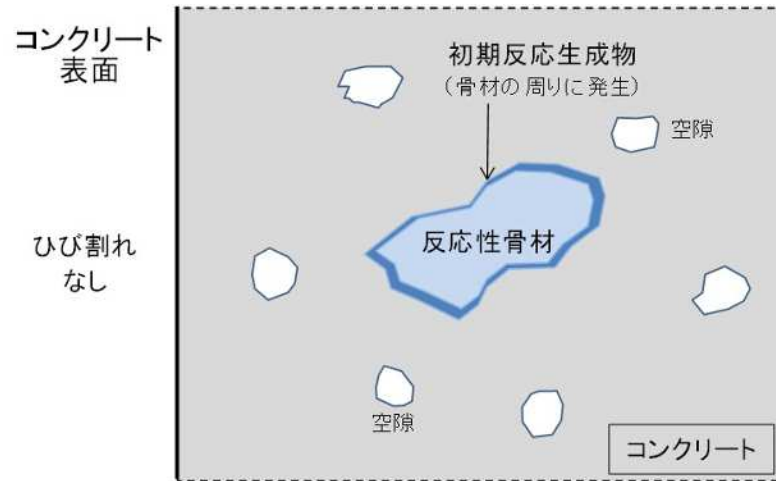 コンクリート
表面
初期反応生成物
（骨材の周りに発生）
空隙
反応性骨材
ひび割れ
なし
空隙
コンクリート